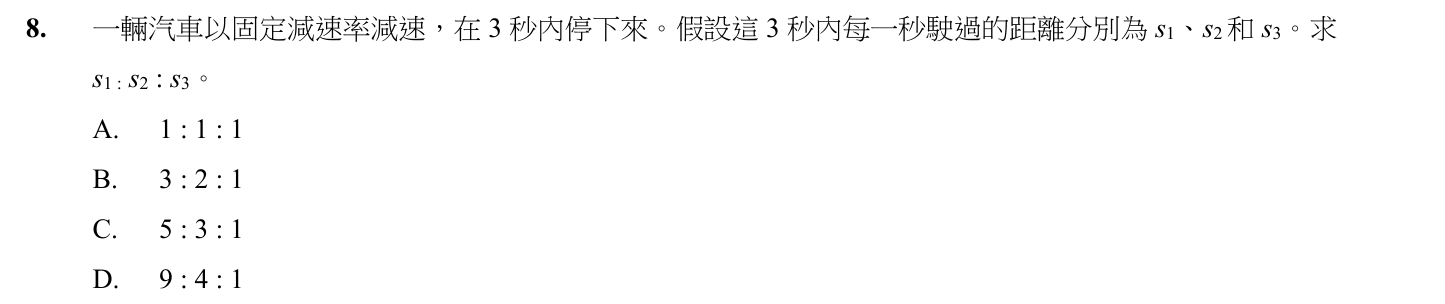 8. 一輛汽車以固定減速率減速，在 3 秒內停下來。假設這 3 秒內每一秒駛過的距離分別為 s1、s2 和 s3。求
s1 : s2 : s3。
A. 1 : 1 : 1
B. 3 : 2 : 1
C. 5 : 3 : 1
D. 9 : 4 : 1